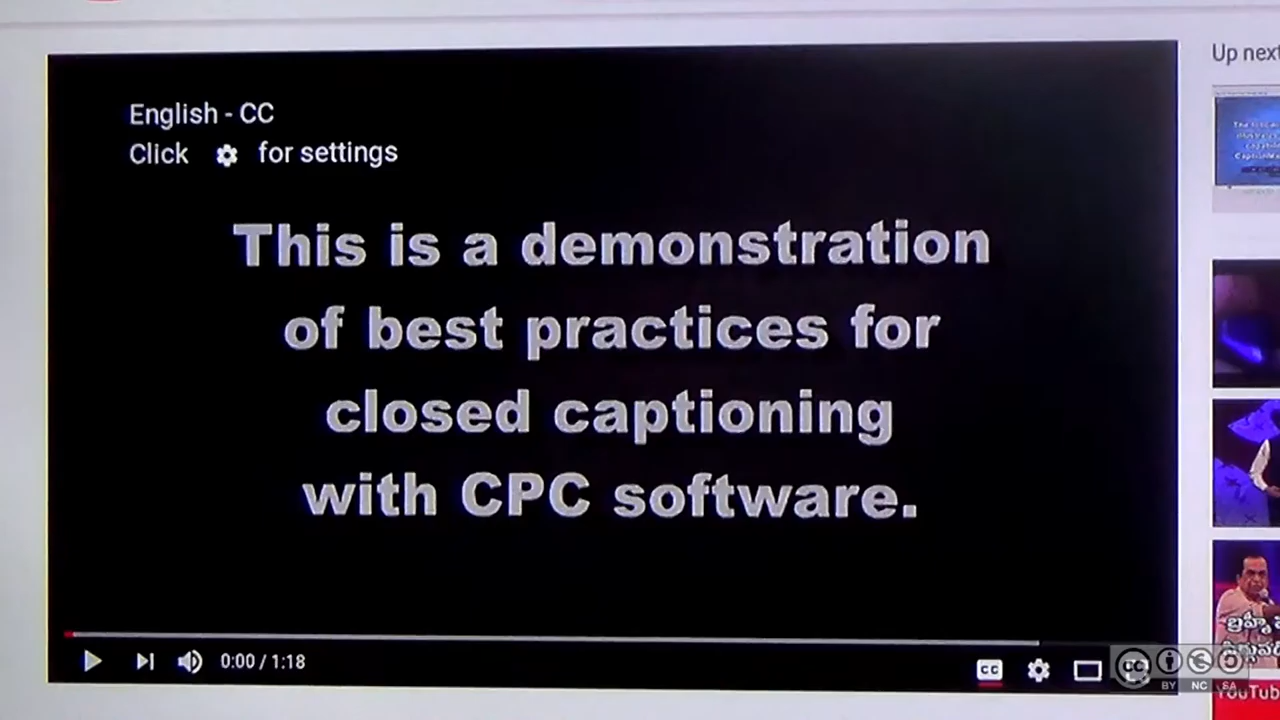 Up next
English - CC
Click for settings
This is a demonstration
of best practices for
closed captioning
with CPC software.
0:00 / 1:18
CC
BY NC SA